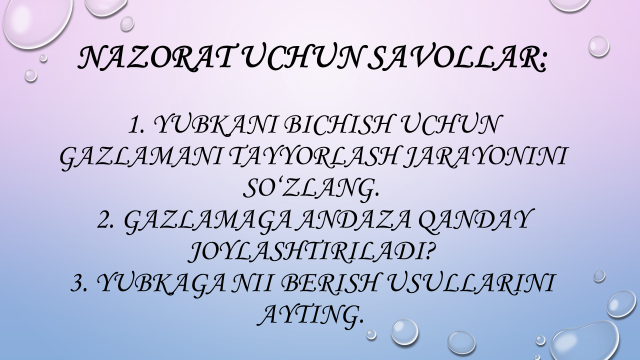 NAZORAT UCHUN SAVOLLAR:
1. YUBKANI BICHISH UCHUN
GAZLAMANI TAYYORLASH JARAYONINI
SO‘ZLANG.
2. GAZLAMAGA ANDAZA QANDAY
JOYLASHTIRILADI?
3. YUBKAGA NII BERISH USULLARINI
AYTING.